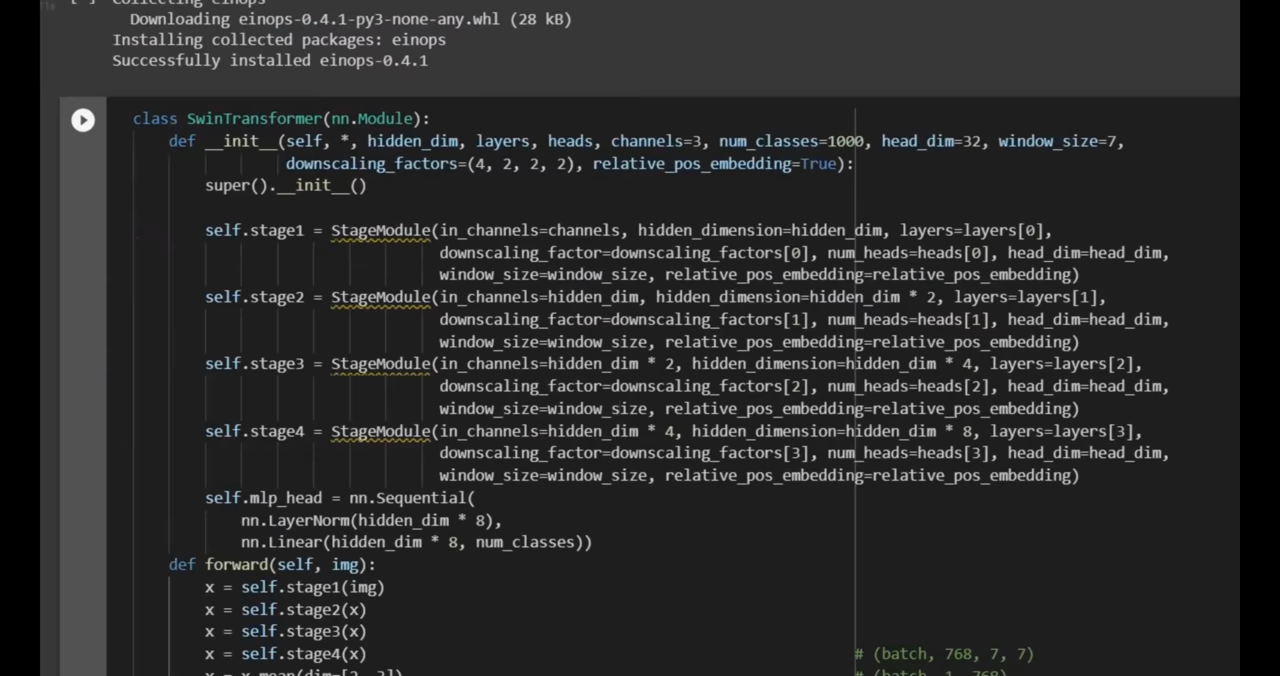 [ ] Collecting einops
Downloading einops-0.4.1-py3-none-any.whl (28 kB)
Installing collected packages: einops
Successfully installed einops-0.4.1
class SwinTransformer(nn.Module):
def __init__(self, *, hidden_dim, layers, heads, channels=3, num_classes=1000, head_dim=32, window_size=7,
downscaling_factors=(4, 2, 2, 2), relative_pos_embedding=True):
super().__init__()
self.stage1 = StageModule(in_channels=channels, hidden_dimension=hidden_dim, layers=layers[0],
downscaling_factor=downscaling_factors[0], num_heads=heads[0], head_dim=head_dim,
window_size=window_size, relative_pos_embedding=relative_pos_embedding)
self.stage2 = StageModule(in_channels=hidden_dim, hidden_dimension=hidden_dim * 2, layers=layers[1],
downscaling_factor=downscaling_factors[1], num_heads=heads[1], head_dim=head_dim,
window_size=window_size, relative_pos_embedding=relative_pos_embedding)
self.stage3 = StageModule(in_channels=hidden_dim * 2, hidden_dimension=hidden_dim * 4, layers=layers[2],
downscaling_factor=downscaling_factors[2], num_heads=heads[2], head_dim=head_dim,
window_size=window_size, relative_pos_embedding=relative_pos_embedding)
self.stage4 = StageModule(in_channels=hidden_dim * 4, hidden_dimension=hidden_dim * 8, layers=layers[3],
downscaling_factor=downscaling_factors[3], num_heads=heads[3], head_dim=head_dim,
window_size=window_size, relative_pos_embedding=relative_pos_embedding)
self.mlp_head = nn.Sequential(
nn.LayerNorm(hidden_dim * 8),
nn.Linear(hidden_dim * 8, num_classes))
def forward(self, img):
x = self.stage1(img)
x = self.stage2(x)
x = self.stage3(x)
x = self.stage4(x) # (batch, 768, 7, 7)
x = x.mean(dim=[2, 3]) # (batch, 1, 768)